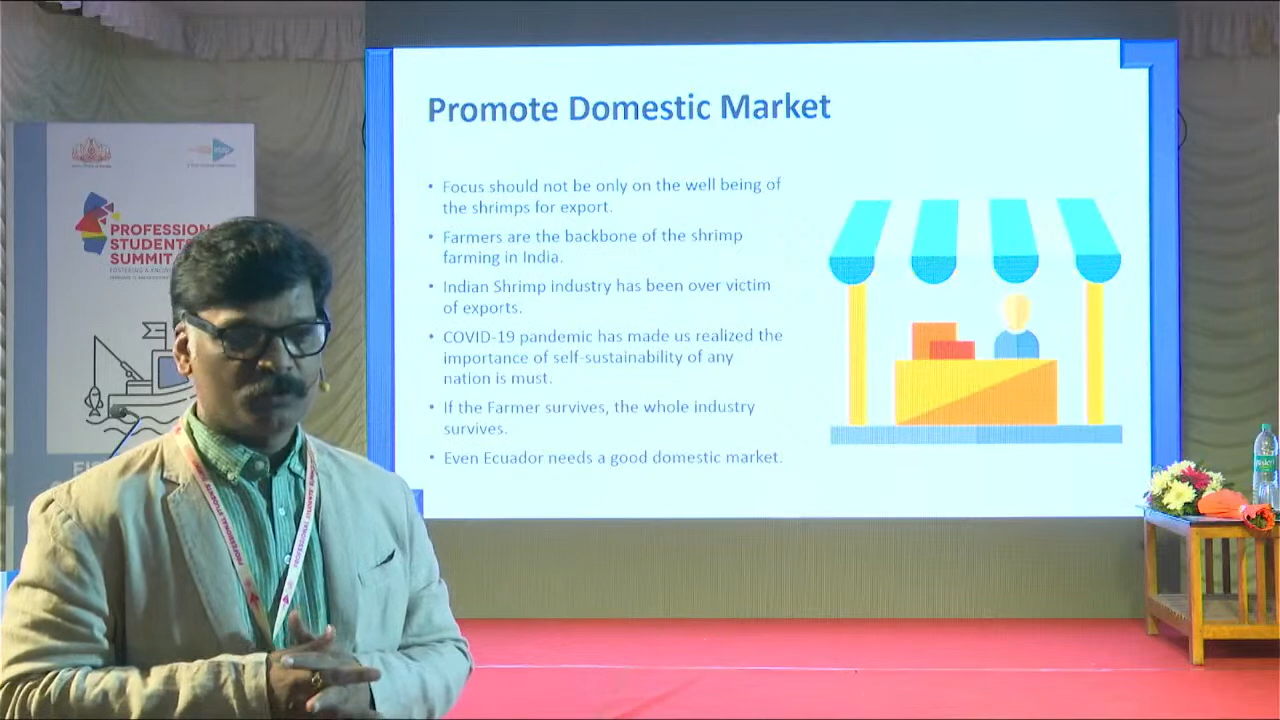 Promote Domestic Market
• Focus should not be only on the well being of
the shrimps for export.
• Farmers are the backbone of the shrimp
farming in India.
• Indian Shrimp industry has been over victim
of exports.
• COVID-19 pandemic has made us realized the
importance of self-sustainability of any
nation is must.
• If the Farmer survives, the whole industry
survives.
• Even Ecuador needs a good domestic market.
PROFESSION
STUDENTS
SUMMIT